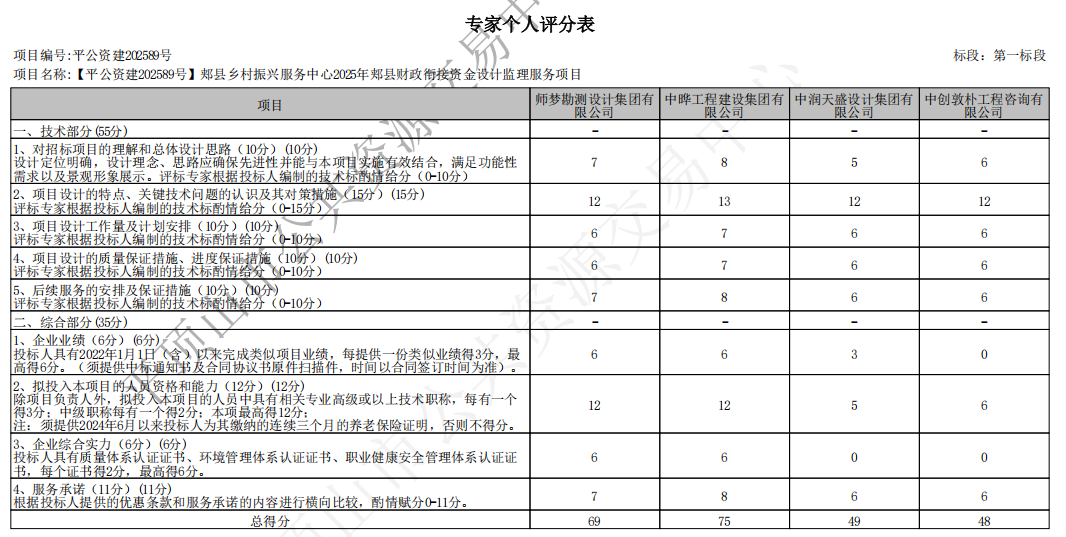 专家个人评分表
项目编号:平公资建202589号
标段: 第一标段
项目名称:【平公资建202589号】郏县乡村振兴服务中心2025年郏县财政衔接资金设计监理服务项目
项目
师梦勘测设计集团有限公司
中晔工程建设集团有限公司
中润天盛设计集团有限公司
中创敦朴工程咨询有限公司
一、技术部分(55分) - - - -
1、对招标项目的理解和总体设计思路（10分）(10分)
设计定位明确，设计理念、思路应确保先进性并能与本项目实施有效结合，满足功能性
需求以及景观形象展示。评标专家根据投标人编制的技术标酌情给分（0-10分）
7 8 5 6
2、项目设计的特点、关键技术问题的认识及其对策措施（15分）(15分)
评标专家根据投标人编制的技术标酌情给分（0-15分）
12 13 12 12
3、项目设计工作量及计划安排（10分）(10分)
评标专家根据投标人编制的技术标酌情给分（0-10分）
6 7 6 6
4、项目设计的质量保证措施、进度保证措施（10分）(10分)
评标专家根据投标人编制的技术标酌情给分（0-10分）
6 7 6 6
5、后续服务的安排及保证措施（10分）(10分)
评标专家根据投标人编制的技术标酌情给分（0-10分）
7 8 6 6
二、综合部分(35分) - - - -
1、企业业绩（6分）(6分)
投标人具有2022年1月1日（含）以来完成类似项目业绩，每提供一份类似业绩得3分，最
高得6分。（须提供中标通知书及合同协议书原件扫描件，时间以合同签订时间为准）。
6 6 3 0
2、拟投入本项目的人员资格和能力（12分）(12分)
除项目负责人外，拟投入本项目的人员中具有相关专业高级或以上技术职称，每有一个
得3分；中级职称每有一个得2分；本项最高得12分；
注：须提供2024年6月以来投标人为其缴纳的连续三个月的养老保险证明，否则不得分。
12 12 5 6
3、企业综合实力（6分）(6分)
投标人具有质量体系认证证书、环境管理体系认证证书、职业健康安全管理体系认证证
书，每个证书得2分，最高得6分。
6 6 0 0
4、服务承诺（11分）(11分)
根据投标人提供的优惠条款和服务承诺的内容进行横向比较，酌情赋分0-11分。
7 8 6 6
总得分 69 75 49 48
平顶山市公共资源交易中
顶山市公共资源交易中心